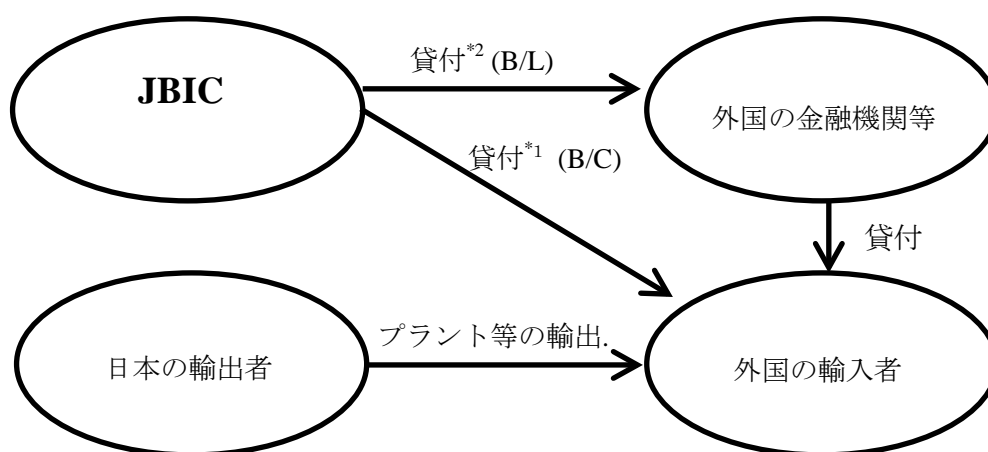 JBIC
貸付*2 (B/L)
外国の金融機関等
貸付*1 (B/C)
貸付
日本の輸出者
プラント等の輸出.
外国の輸入者